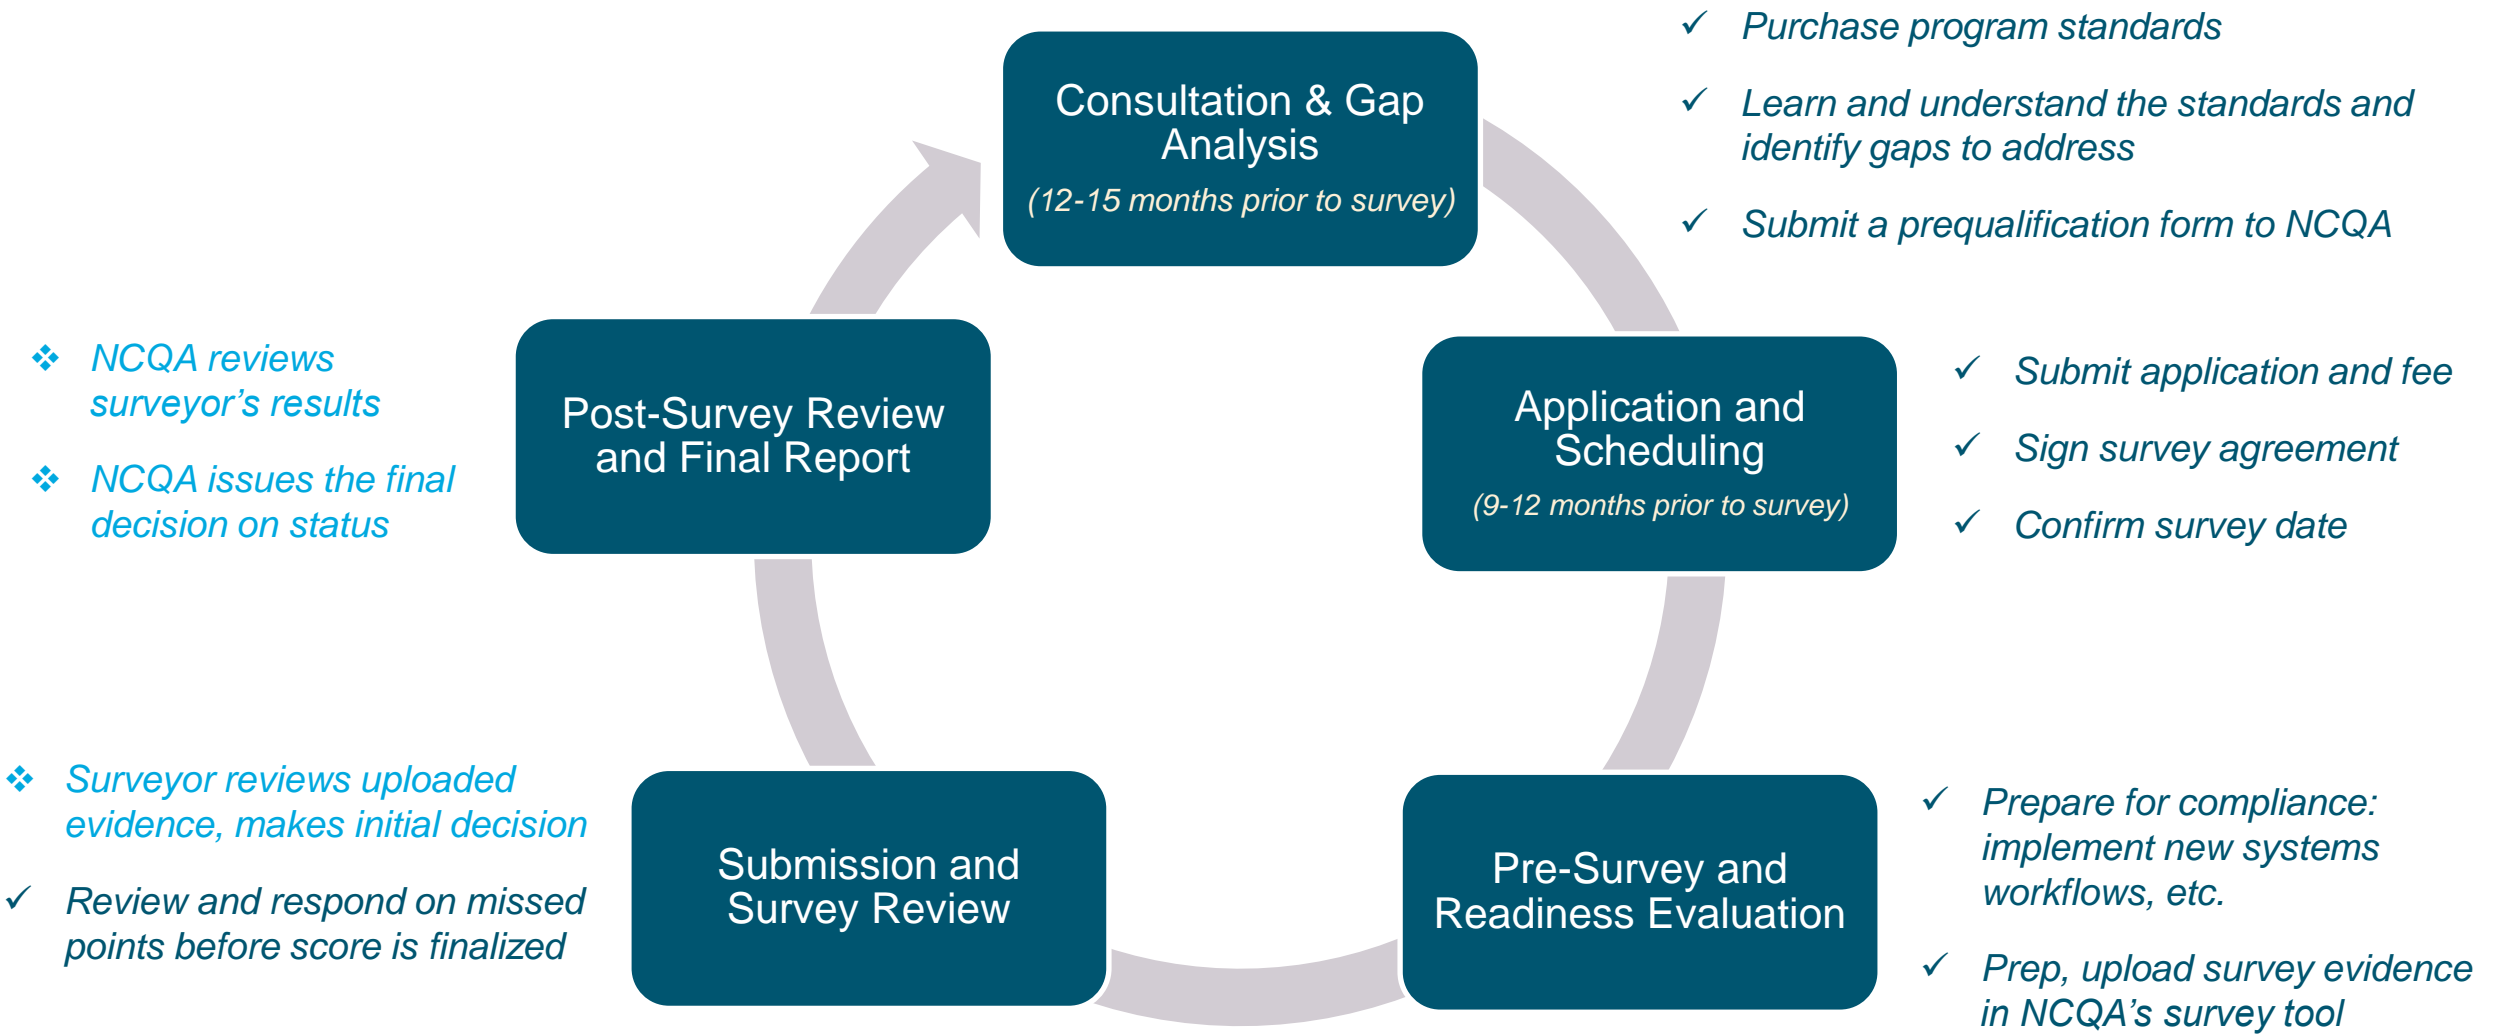 Consultation & Gap
Analysis
(12-15 months prior to survey)
Purchase program standards
Learn and understand the standards and
identify gaps to address
Submit a prequalification form to NCQA
Application and
Scheduling
(9-12 months prior to survey)
Submit application and fee
Sign survey agreement
Confirm survey date
Pre-Survey and
Readiness Evaluation
Prepare for compliance:
implement new systems
workflows, etc.
Prep, upload survey evidence
in NCQA’s survey tool
Submission and
Survey Review
Surveyor reviews uploaded
evidence, makes initial decision
Review and respond on missed
points before score is finalized
Post-Survey Review
and Final Report
NCQA reviews
surveyor’s results
NCQA issues the final
decision on status